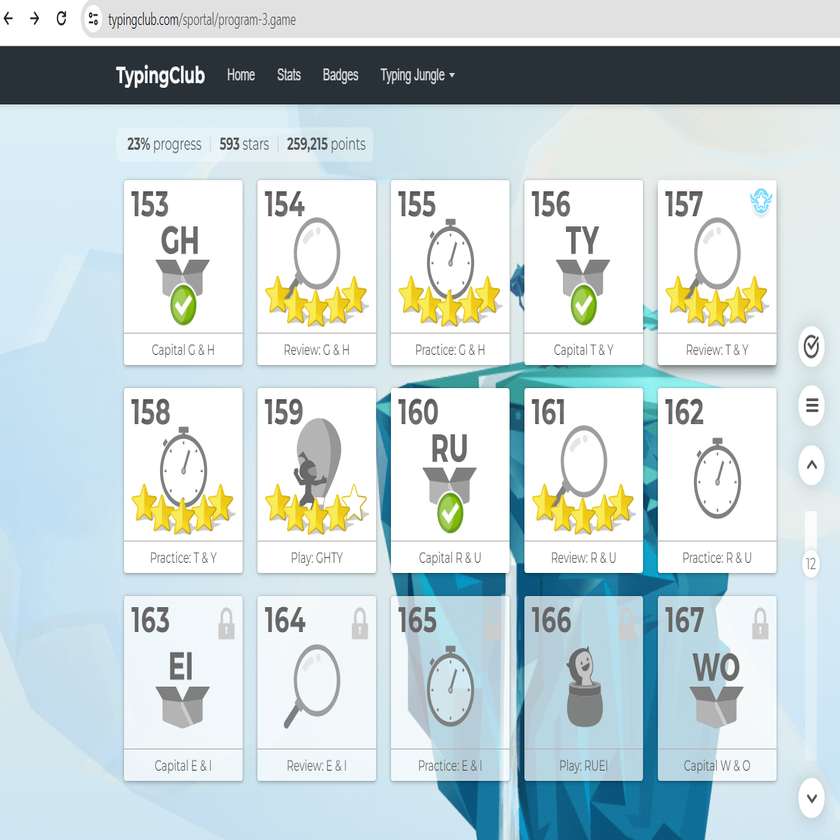 typingclub.com/sportal/program-3.game
TypingClub Home Stats Badges Typing Jungle
23% progress 593 stars 259,215 points
153 154 155 156 157
GH TY
Capital G & H Review: G & H Practice: G & H Capital T & Y Review: T & Y
158 159 160 161 162
RU
Practice: T & Y Play: GHTY Capital R & U Review: R & U Practice: R & U
12
163 164 165 166 167
EI WO
Capital E & I Review: E & I Practice: E & I Play: RUEI Capital W & O